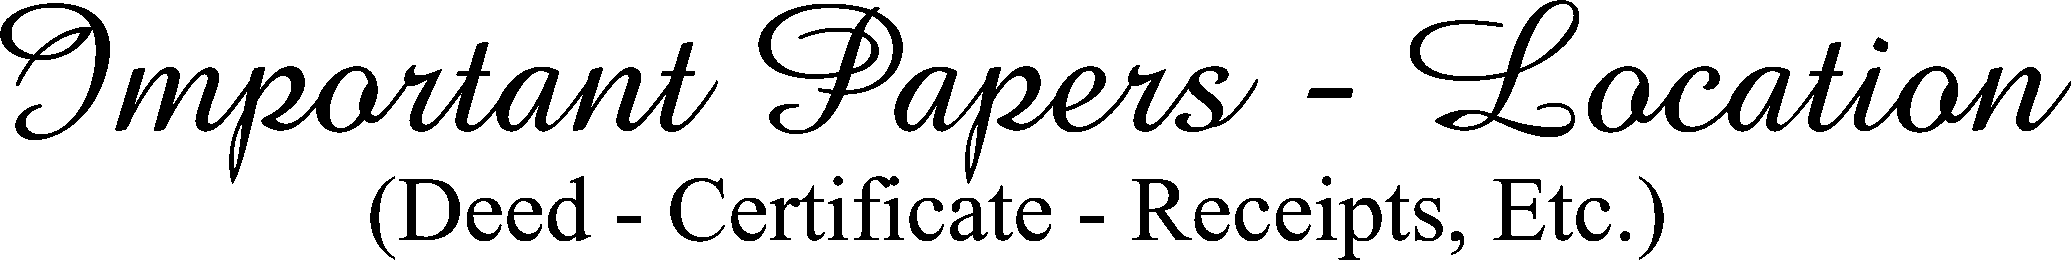 Important Papers - Location
(Deed - Certificate - Receipts, Etc.)